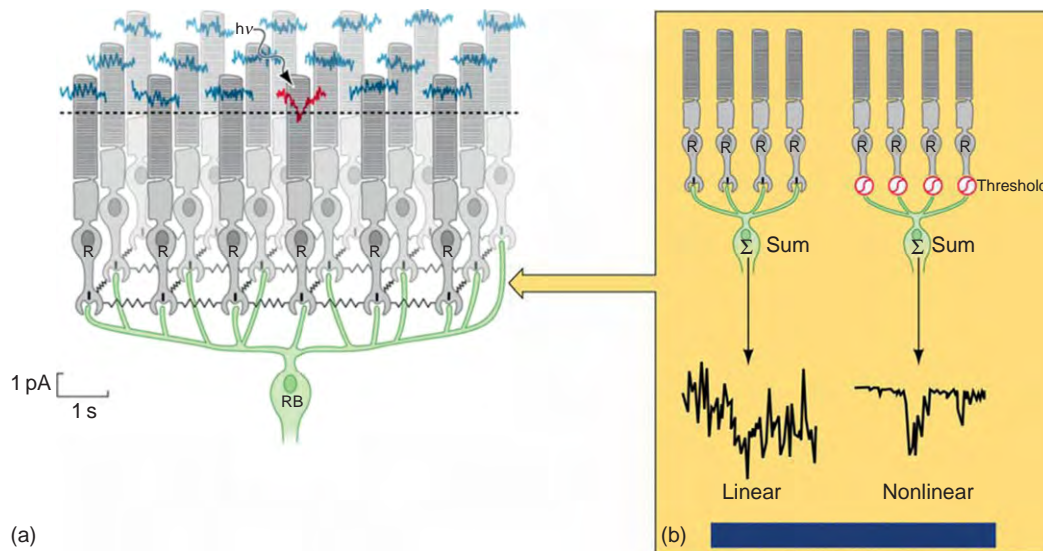 hν
R R R R R R
1 pA
1 s
RB
(a)
R R R R R R R R
Threshold
Σ Sum Σ Sum
Linear Nonlinear
(b)